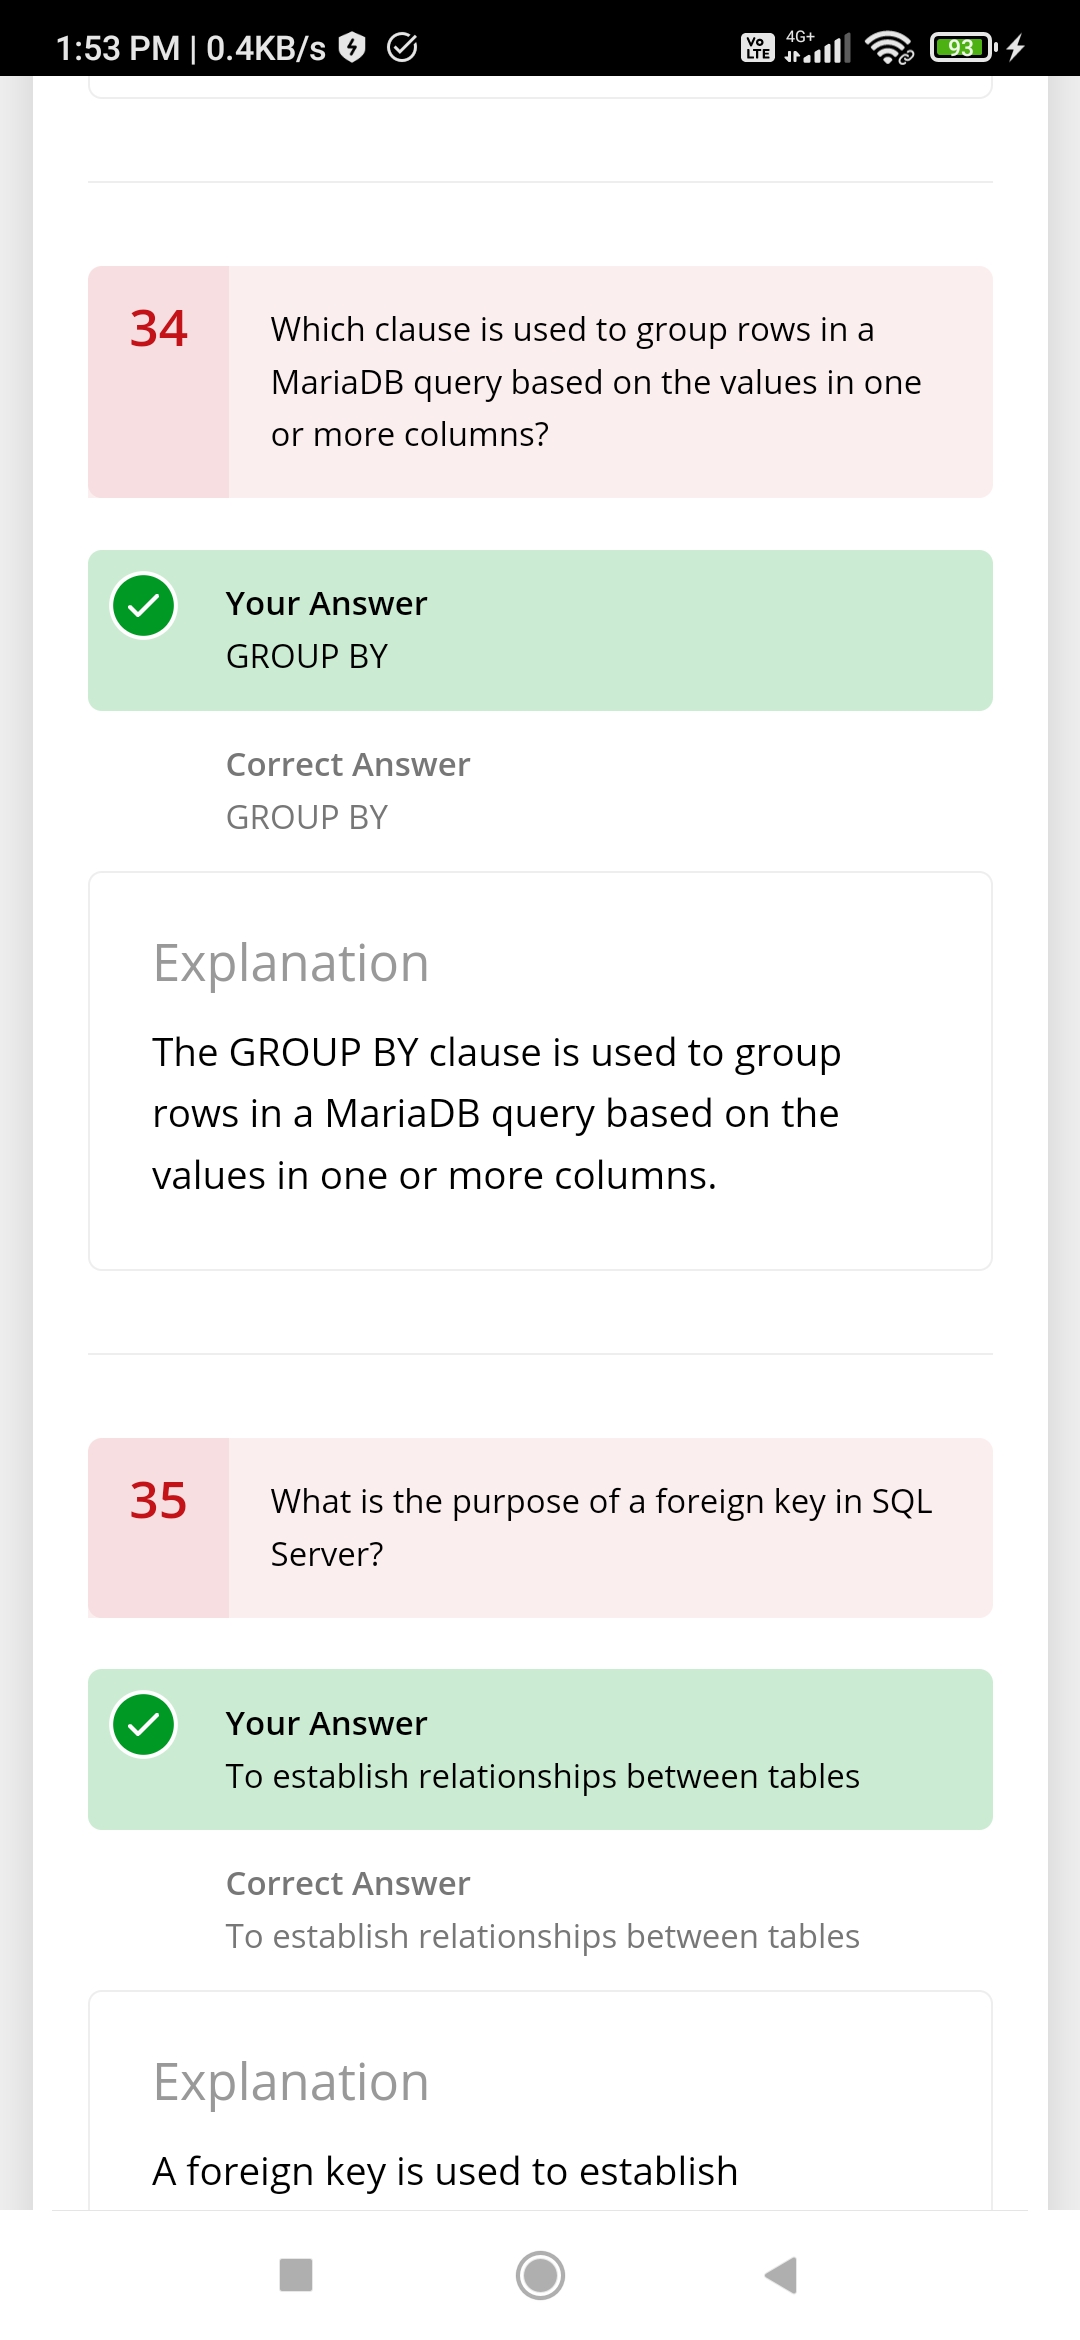 1:53 PM | 0.4KB/s
Vo LTE 4G+ 93
34
Which clause is used to group rows in a
MariaDB query based on the values in one
or more columns?
Your Answer
GROUP BY
Correct Answer
GROUP BY
Explanation
The GROUP BY clause is used to group
rows in a MariaDB query based on the
values in one or more columns.
35
What is the purpose of a foreign key in SQL
Server?
Your Answer
To establish relationships between tables
Correct Answer
To establish relationships between tables
Explanation
A foreign key is used to establish